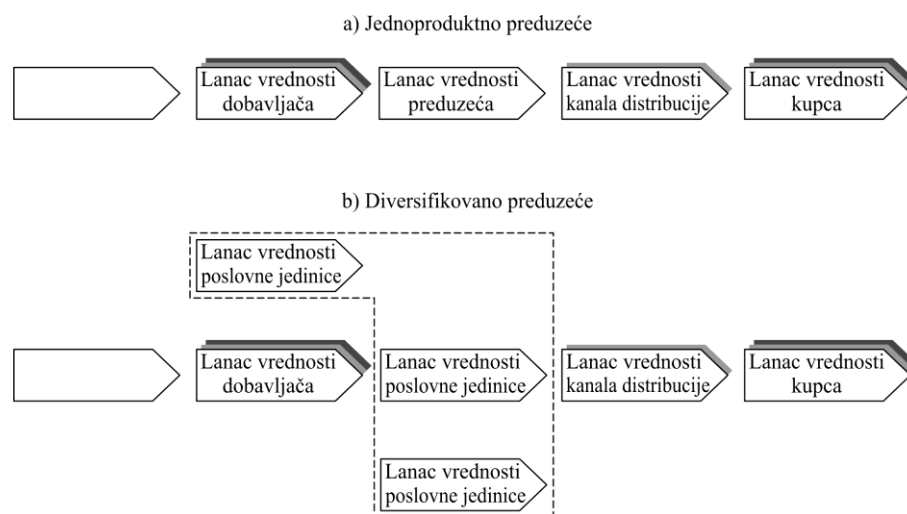 a) Jednoproduktno preduzeće
Lanac vrednosti
dobavljača
Lanac vrednosti
preduzeća
Lanac vrednosti
kanala distribucije
Lanac vrednosti
kupca
b) Diversifikovano preduzeće
Lanac vrednosti
poslovne jedinice
Lanac vrednosti
dobavljača
Lanac vrednosti
poslovne jedinice
Lanac vrednosti
kanala distribucije
Lanac vrednosti
kupca
Lanac vrednosti
poslovne jedinice